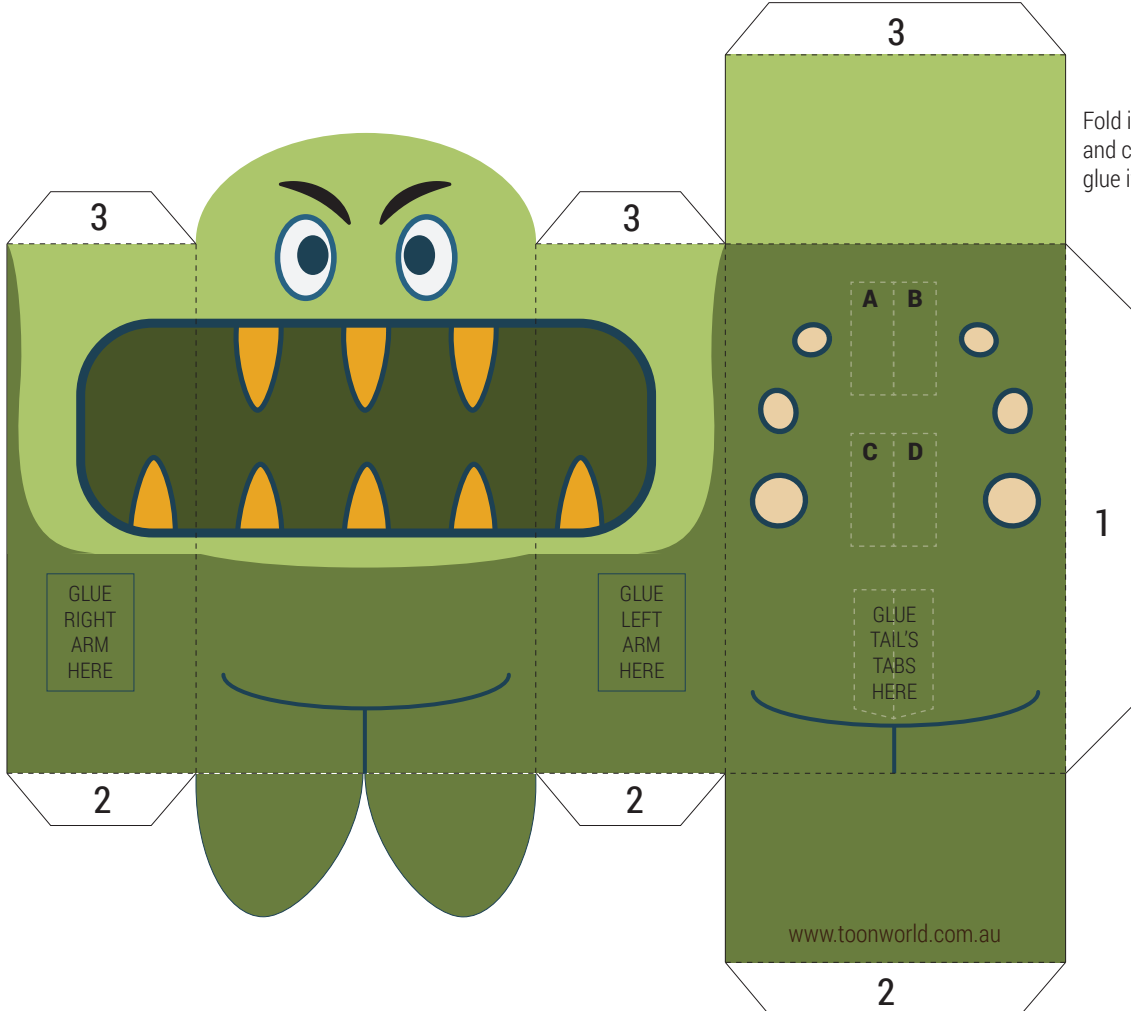 3
Fold i
and c
glue i
3
3
A B
C D
1
GLUE
RIGHT
ARM
HERE
GLUE
LEFT
ARM
HERE
GLUE
TAIL'S
TABS
HERE
2
2
www.toonworld.com.au
2